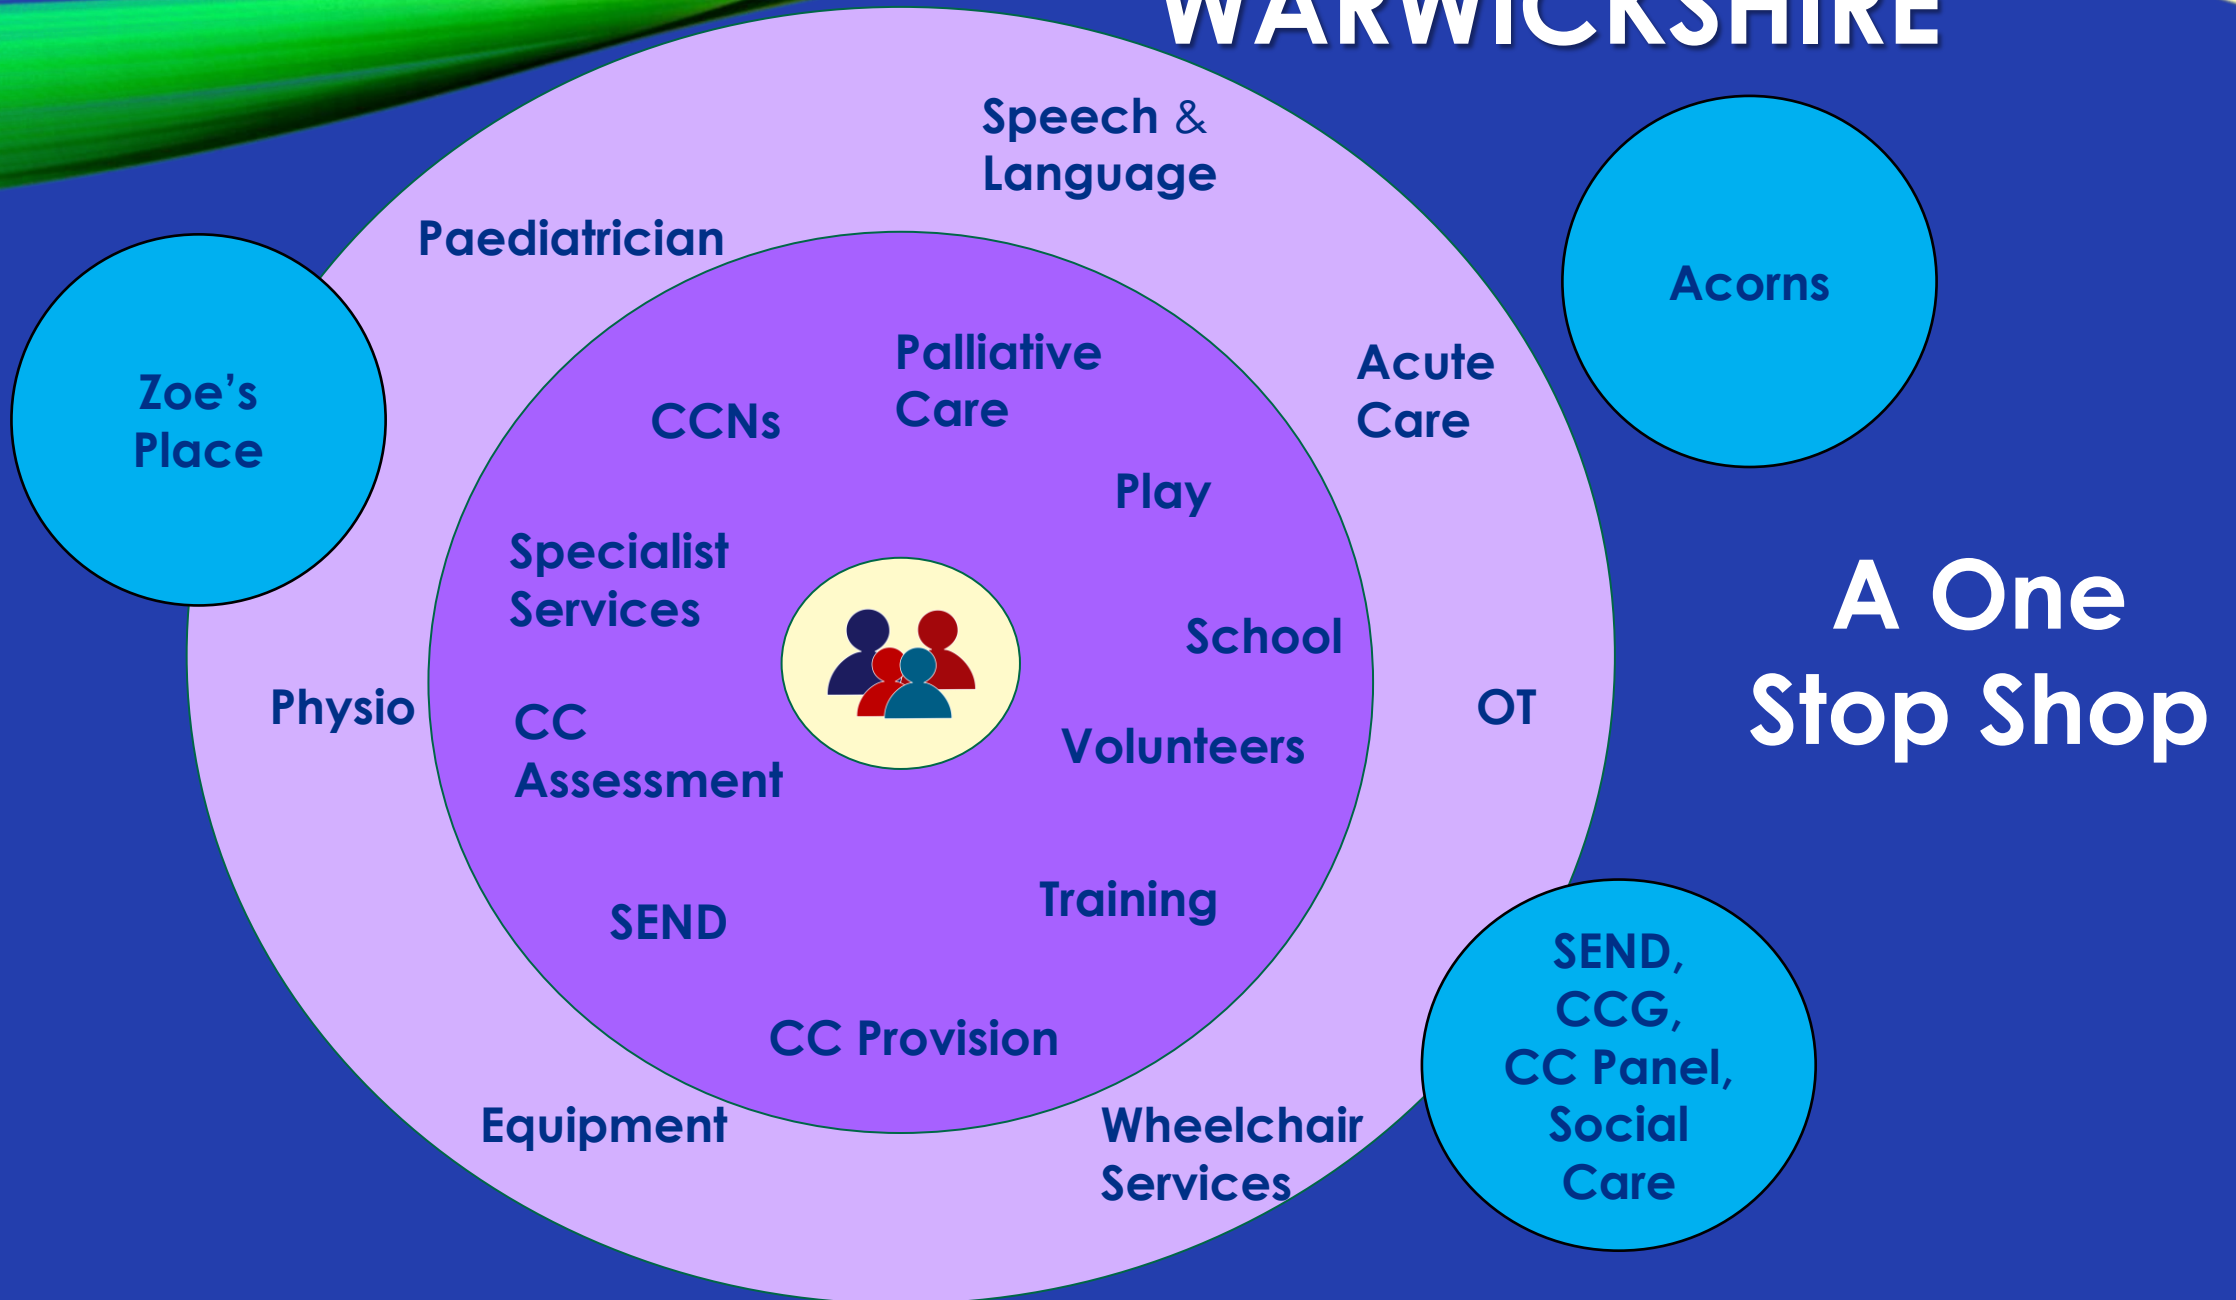 WARWICKSHIRE
Speech &
Language
Paediatrician
Acorns
Zoe’s
Place
Palliative
Care
CCNs
Acute
Care
Play
Specialist
Services
School
A One
Stop Shop
Physio
CC
Assessment
Volunteers
OT
SEND
Training
CC Provision
SEND,
CCG,
CC Panel,
Social
Care
Equipment
Wheelchair
Services